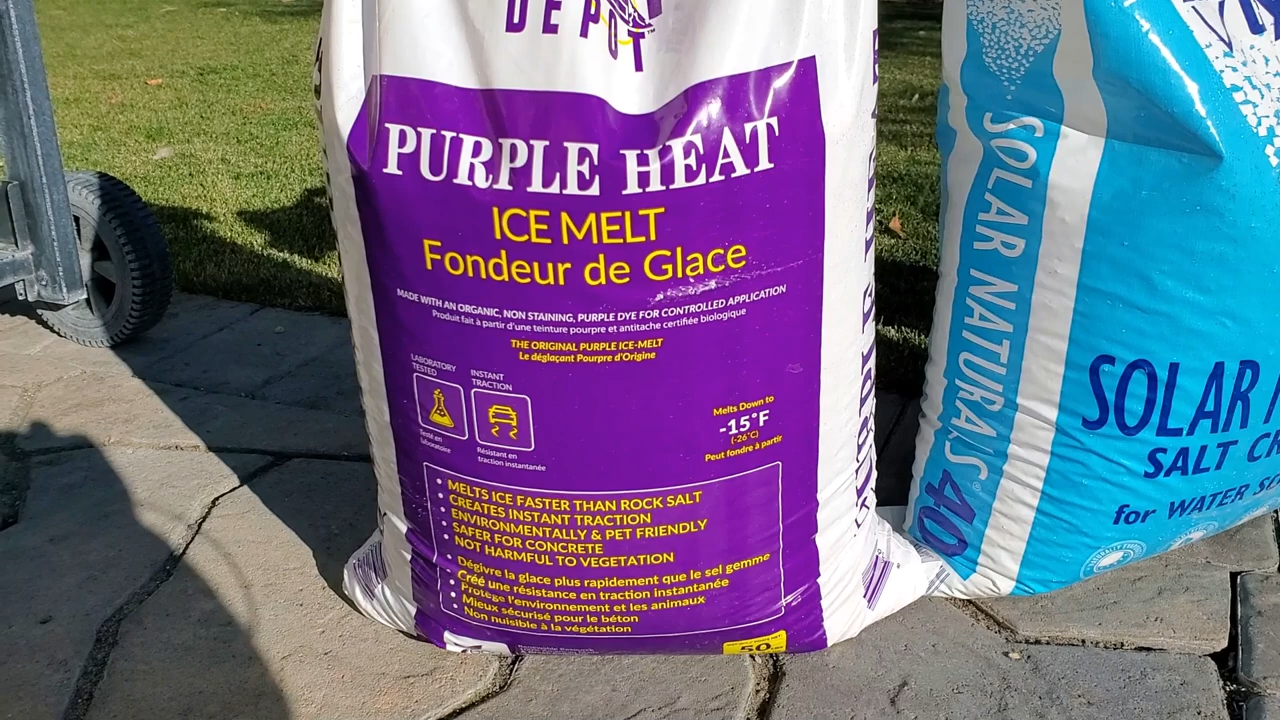 DEPOT™
PURPLE HEAT
ICE MELT
Fondeur de Glace
MADE WITH AN ORGANIC, NON STAINING, PURPLE DYE FOR CONTROLLED APPLICATION
Produit fait à partir d'une teinture pourpre et antitache certifiée biologique
THE ORIGINAL PURPLE ICE-MELT
Le déglaçant Pourpre d'Origine
LABORATORY
TESTED
Testé en
laboratoire
INSTANT
TRACTION
Résistant en
traction instantanée
Melts Down to
-15°F
(-26°C)
Peut fondre à partir
• MELTS ICE FASTER THAN ROCK SALT
• CREATES INSTANT TRACTION
• ENVIRONMENTALLY & PET FRIENDLY
• SAFER FOR CONCRETE
• NOT HARMFUL TO VEGETATION
• Dégivre la glace plus rapidement que le sel gemme
• Créé une résistance en traction instantanée
• Protège l'environnement et les animaux
• Mieux sécurisé pour le béton
• Non nuisible à la végétation
50
SOLAR NATURALS® 40
SOLAR
SALT
for WATER